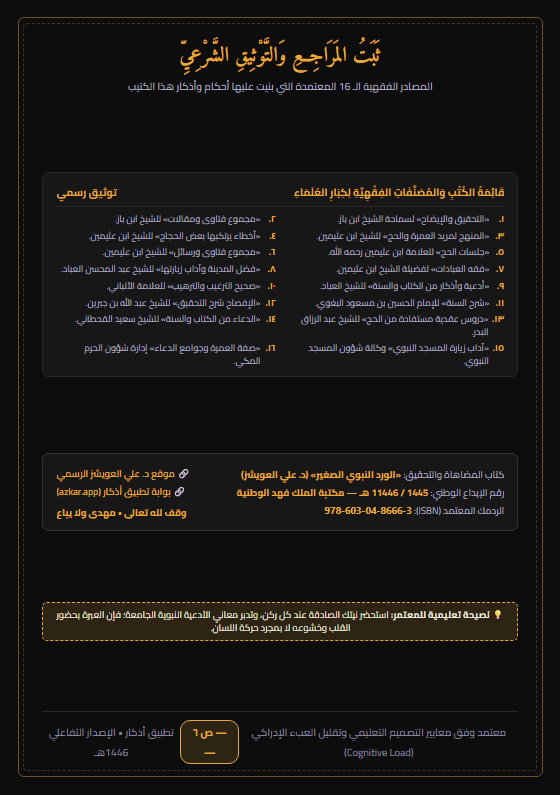 ثَبَتُ المَرَاجِعِ وَالتَّوْثِيقِ الشَّرْعِيِّ
المصادر الفقهية الـ 16 المعتمدة التي بنيت عليها أحكام وأذكار هذا الكتيب
قَائِمَةُ الكُتُبِ وَالمُصَنَّفَاتِ الفِقْهِيَّةِ لِكِبَارِ العُلَمَاءِ
توثيق رسمي
١. «التحقيق والإيضاح» لسماحة الشيخ ابن باز.
٢. «مجموع فتاوى ومقالات» للشيخ ابن باز.
٣. «المنهج لمريد العمرة والحج» للشيخ ابن عثيمين.
٤. «أخطاء يرتكبها بعض الحجاج» للشيخ ابن عثيمين.
٥. «جلسات الحج» للعلامة ابن عثيمين رحمه الله.
٦. «مجموع فتاوى ورسائل» للشيخ ابن عثيمين.
٧. «فقه العبادات» لفضيلة الشيخ ابن عثيمين.
٨. «فضل المدينة وآداب زيارتها» للشيخ عبد المحسن العباد.
٩. «أدعية وأذكار من الكتاب والسنة» للشيخ العباد.
١٠. «صحيح الترغيب والترهيب» للعلامة الألباني.
١١. «شرح السنة» للإمام الحسين بن مسعود البغوي.
١٢. «الإفصاح شرح التحقيق» للشيخ عبد الله بن جبرين.
١٣. «دروس عقدية مستفادة من الحج» للشيخ عبد الرزاق
البدر.
١٤. «الدعاء من الكتاب والسنة» للشيخ سعيد القحطاني.
١٥. «آداب زيارة المسجد النبوي» وكالة شؤون المسجد
النبوي.
١٦. «صفة العمرة وجوامع الدعاء» إدارة شؤون الحرم
المكي.
كتاب المضاهاة والتحقيق: «الورد النبوي الصغير» (د. علي العويشز)
رقم الإيداع الوطني: 1445 / 11446 هـ — مكتبة الملك فهد الوطنية
الردمك المعتمد (ISBN): 978-603-04-8666-3
🔗 موقع د. علي العويشز الرسمي
🔗 بوابة تطبيق أذكار (azkar.app)
وقف لله تعالى • مهدى ولا يباع
💡 نصيحة تعليمية للمعتمر: استحضر نيتك الصادقة عند كل ركن، وتدبر معاني الأدعية النبوية الجامعة؛ فإن العبرة بحضور
القلب وخشوعه لا بمجرد حركة اللسان.
معتمد وفق معايير التصميم التعليمي وتقليل العبء الإدراكي
(Cognitive Load)
— ص ٦
—
تطبيق أذكار • الإصدار التفاعلي
1446هـ